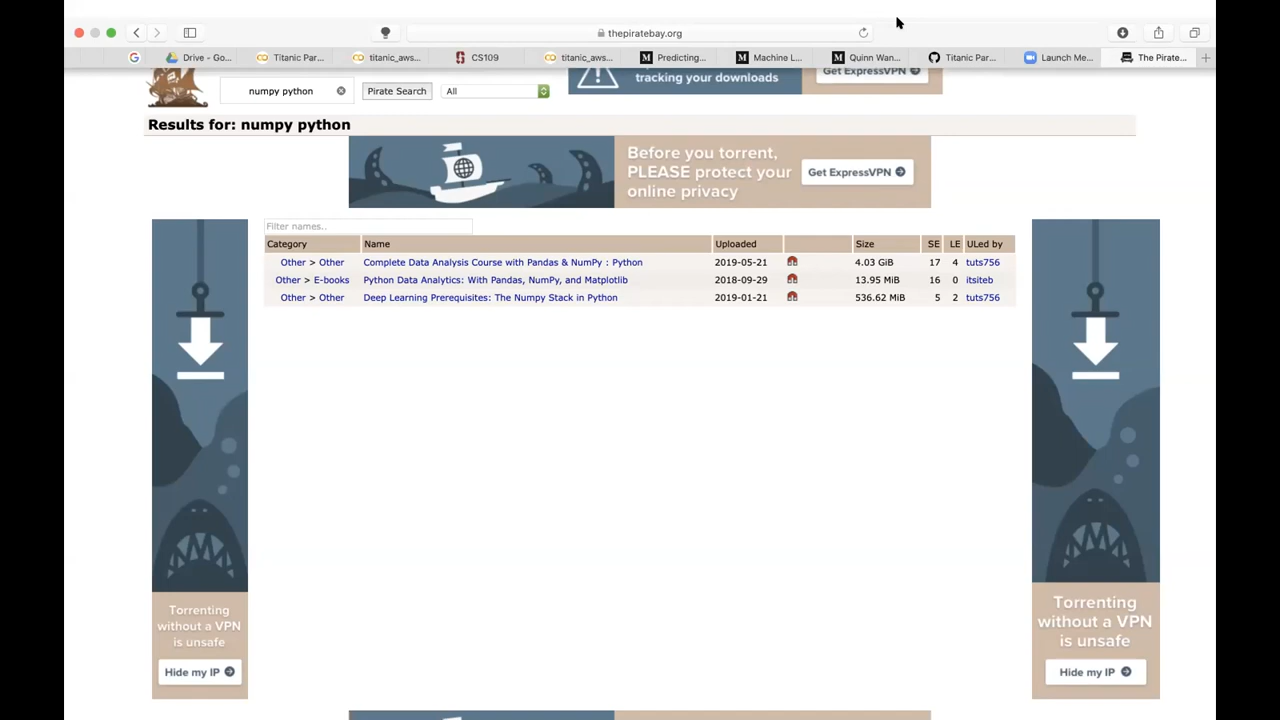 thepiratebay.org
Drive - Go...
Titanic Par...
titanic_aws...
CS109
titanic_aws...
Predicting...
Machine L...
Quinn Wan...
Titanic Par...
Launch Me...
The Pirate...
tracking your downloads
Get ExpressVPN
numpy python
Pirate Search
All
Results for: numpy python
Before you torrent,
PLEASE protect your
online privacy
Get ExpressVPN
Filter names..
Category Name Uploaded Size SE LE ULed by
Other > Other Complete Data Analysis Course with Pandas & NumPy : Python 2019-05-21 4.03 GiB 17 4 tuts756
Other > E-books Python Data Analytics: With Pandas, NumPy, and Matplotlib 2018-09-29 13.95 MiB 16 0 itsiteb
Other > Other Deep Learning Prerequisites: The Numpy Stack in Python 2019-01-21 536.62 MiB 5 2 tuts756
Torrenting
without a VPN
is unsafe
Hide my IP
Torrenting
without a VPN
is unsafe
Hide my IP